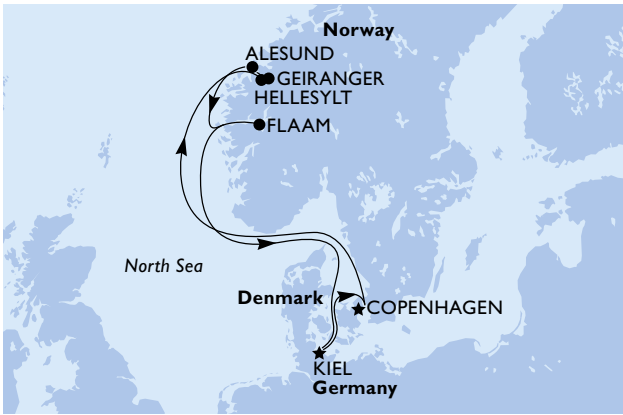 Norway
ALESUND
GEIRANGER
HELLESYLT
FLAAM
North Sea
Denmark
COPENHAGEN
KIEL
Germany